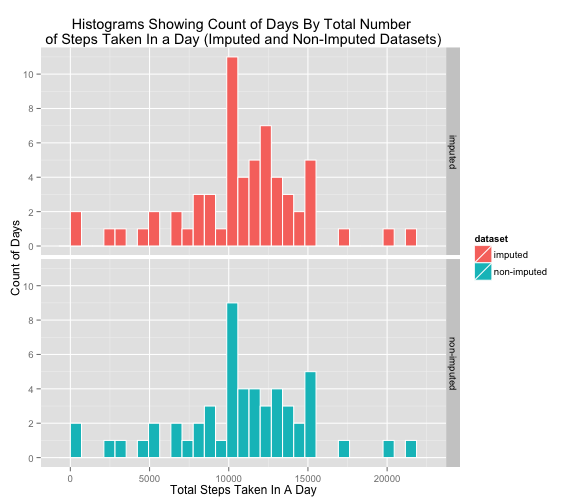 Histograms Showing Count of Days By Total Number
of Steps Taken In a Day (Imputed and Non-Imputed Datasets)
Count of Days
10
8
6
4
2
0
imputed
10
8
6
4
2
0
non-imputed
0 5000 10000 15000 20000
Total Steps Taken In A Day
dataset
imputed
non-imputed